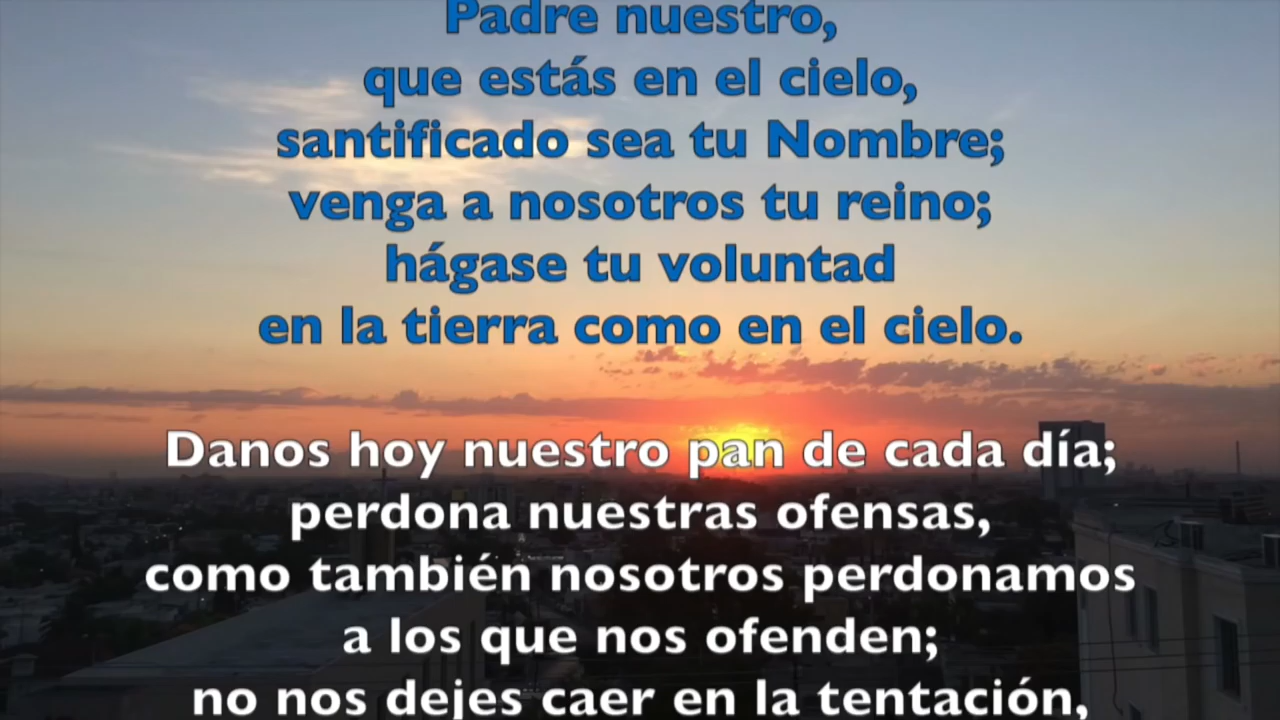 Padre nuestro,
que estás en el cielo,
santificado sea tu Nombre;
venga a nosotros tu reino;
hágase tu voluntad
en la tierra como en el cielo.
Danos hoy nuestro pan de cada día;
perdona nuestras ofensas,
como también nosotros perdonamos
a los que nos ofenden;
no nos dejes caer en la tentación,